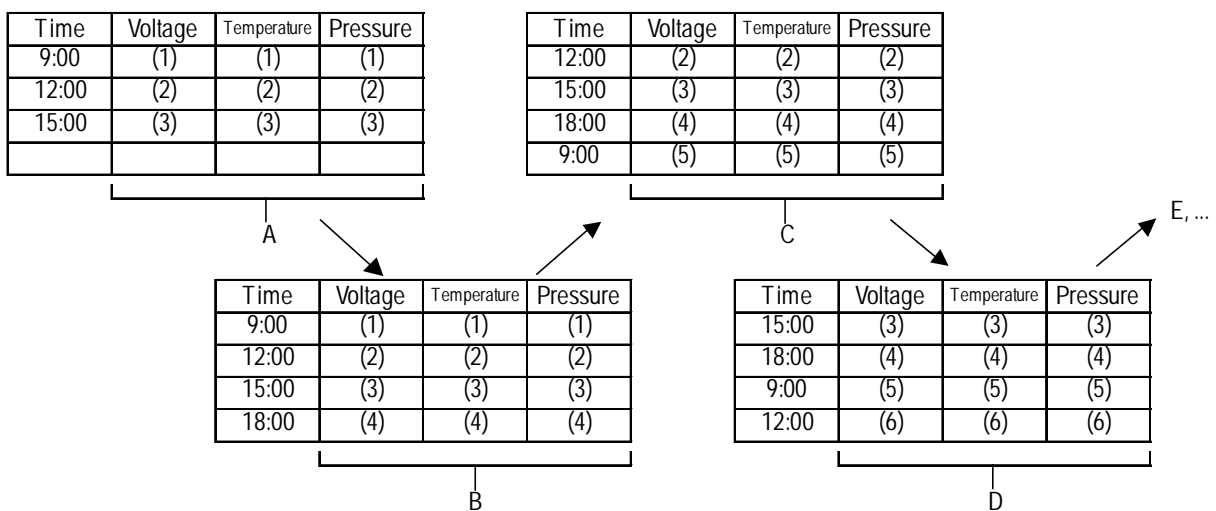 Time Voltage Temperature Pressure
9:00 (1) (1) (1)
12:00 (2) (2) (2)
15:00 (3) (3) (3)
A
Time Voltage Temperature Pressure
12:00 (2) (2) (2)
15:00 (3) (3) (3)
18:00 (4) (4) (4)
9:00 (5) (5) (5)
C
E, ...
Time Voltage Temperature Pressure
9:00 (1) (1) (1)
12:00 (2) (2) (2)
15:00 (3) (3) (3)
18:00 (4) (4) (4)
B
Time Voltage Temperature Pressure
15:00 (3) (3) (3)
18:00 (4) (4) (4)
9:00 (5) (5) (5)
12:00 (6) (6) (6)
D